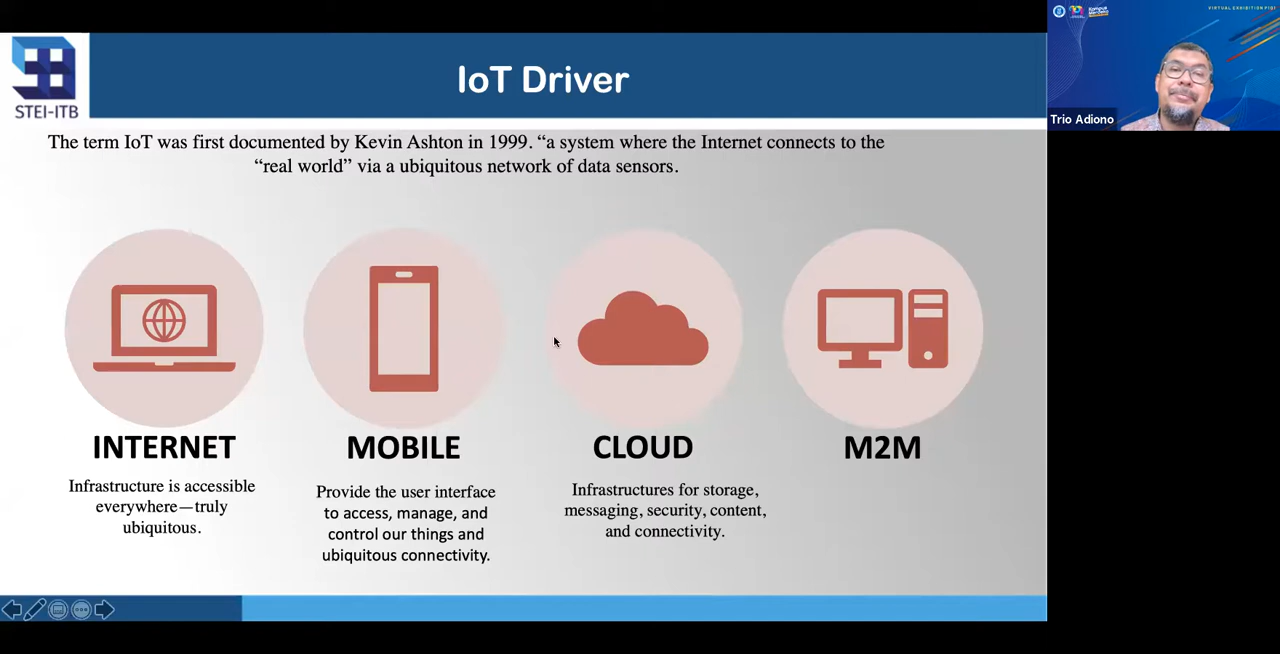 IoT Driver
STEI-ITB
The term IoT was first documented by Kevin Ashton in 1999. “a system where the Internet connects to the
“real world” via a ubiquitous network of data sensors.
INTERNET
Infrastructure is accessible
everywhere—truly
ubiquitous.
MOBILE
Provide the user interface
to access, manage, and
control our things and
ubiquitous connectivity.
CLOUD
Infrastructures for storage,
messaging, security, content,
and connectivity.
M2M
VIRTUAL EXHIBITION PIDI
Trio Adiono